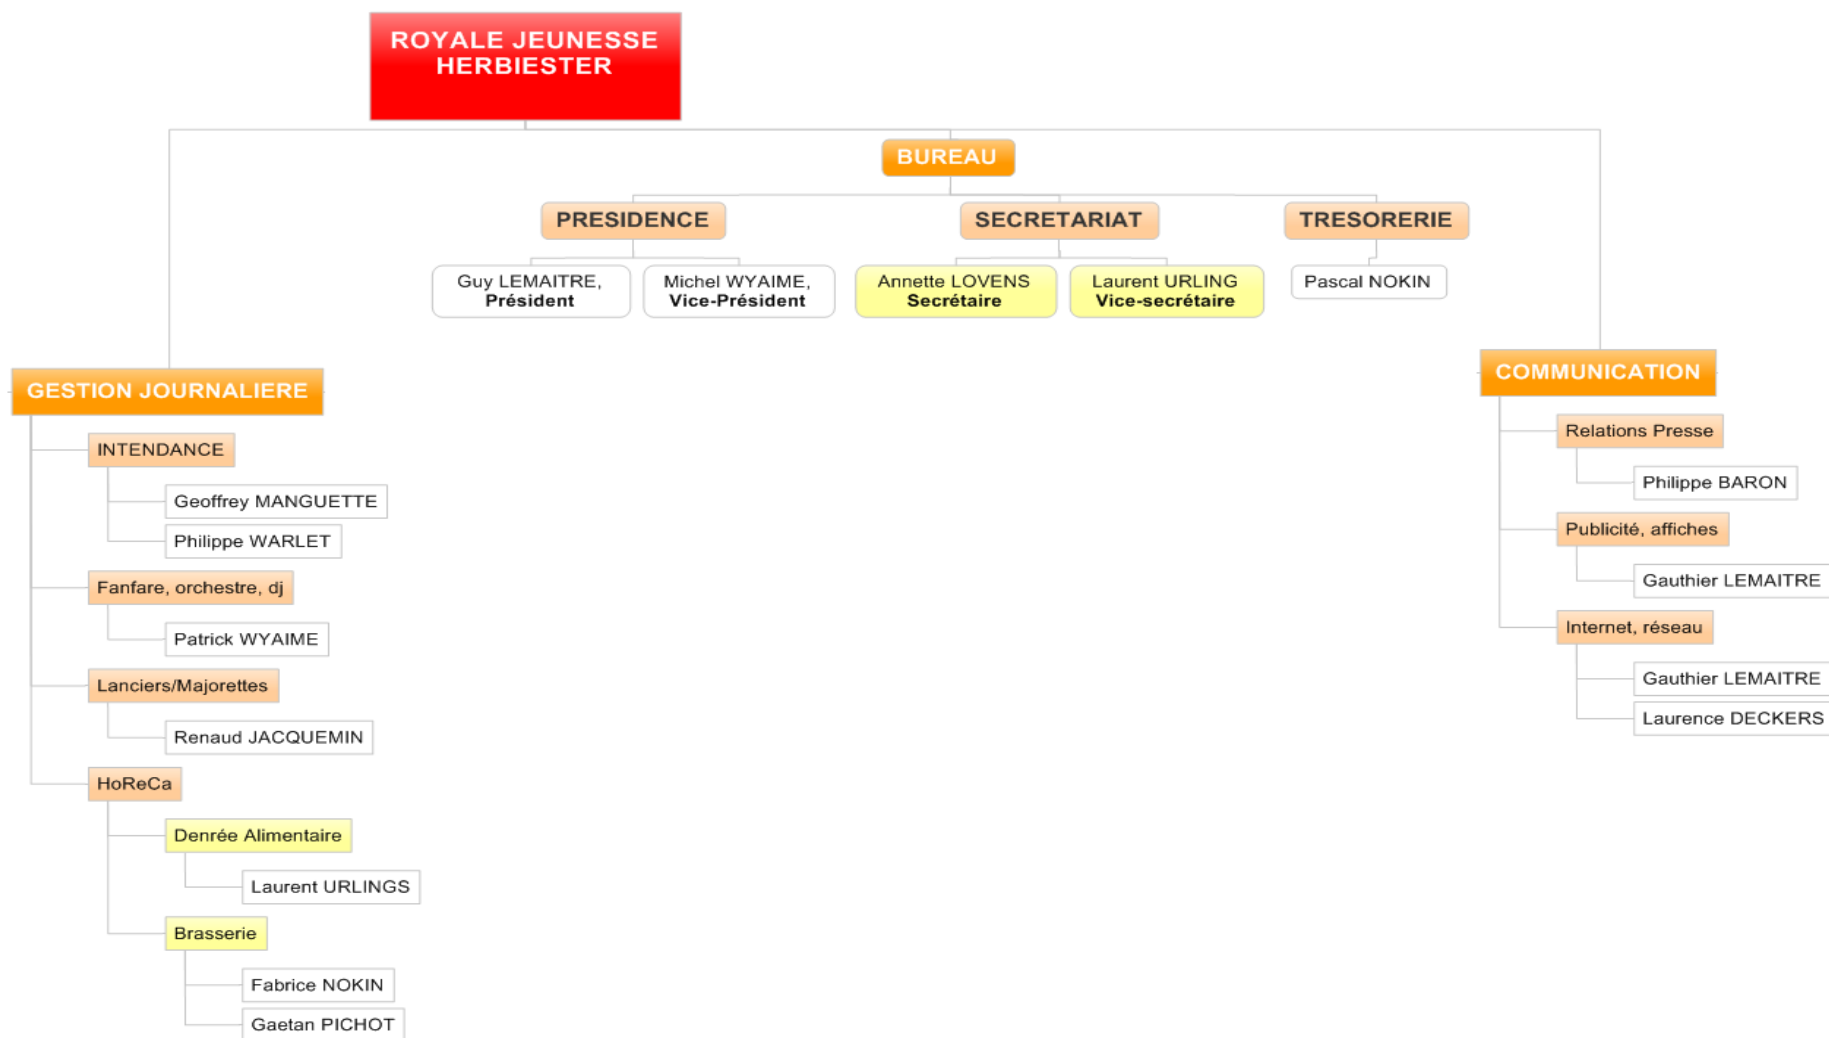 ROYALE JEUNESSE
HERBIESTER
BUREAU
PRESIDENCE
SECRETARIAT
TRESORERIE
Guy LEMAITRE,
Président
Michel WYAIME,
Vice-Président
Annette LOVENS
Secrétaire
Laurent URLING
Vice-secrétaire
Pascal NOKIN
GESTION JOURNALIERE
INTENDANCE
Geoffrey MANGUETTE
Philippe WARLET
Fanfare, orchestre, dj
Patrick WYAIME
Lanciers/Majorettes
Renaud JACQUEMIN
HoReCa
Denrée Alimentaire
Laurent URLINGS
Brasserie
Fabrice NOKIN
Gaetan PICHOT
COMMUNICATION
Relations Presse
Philippe BARON
Publicité, affiches
Gauthier LEMAITRE
Internet, réseau
Gauthier LEMAITRE
Laurence DECKERS